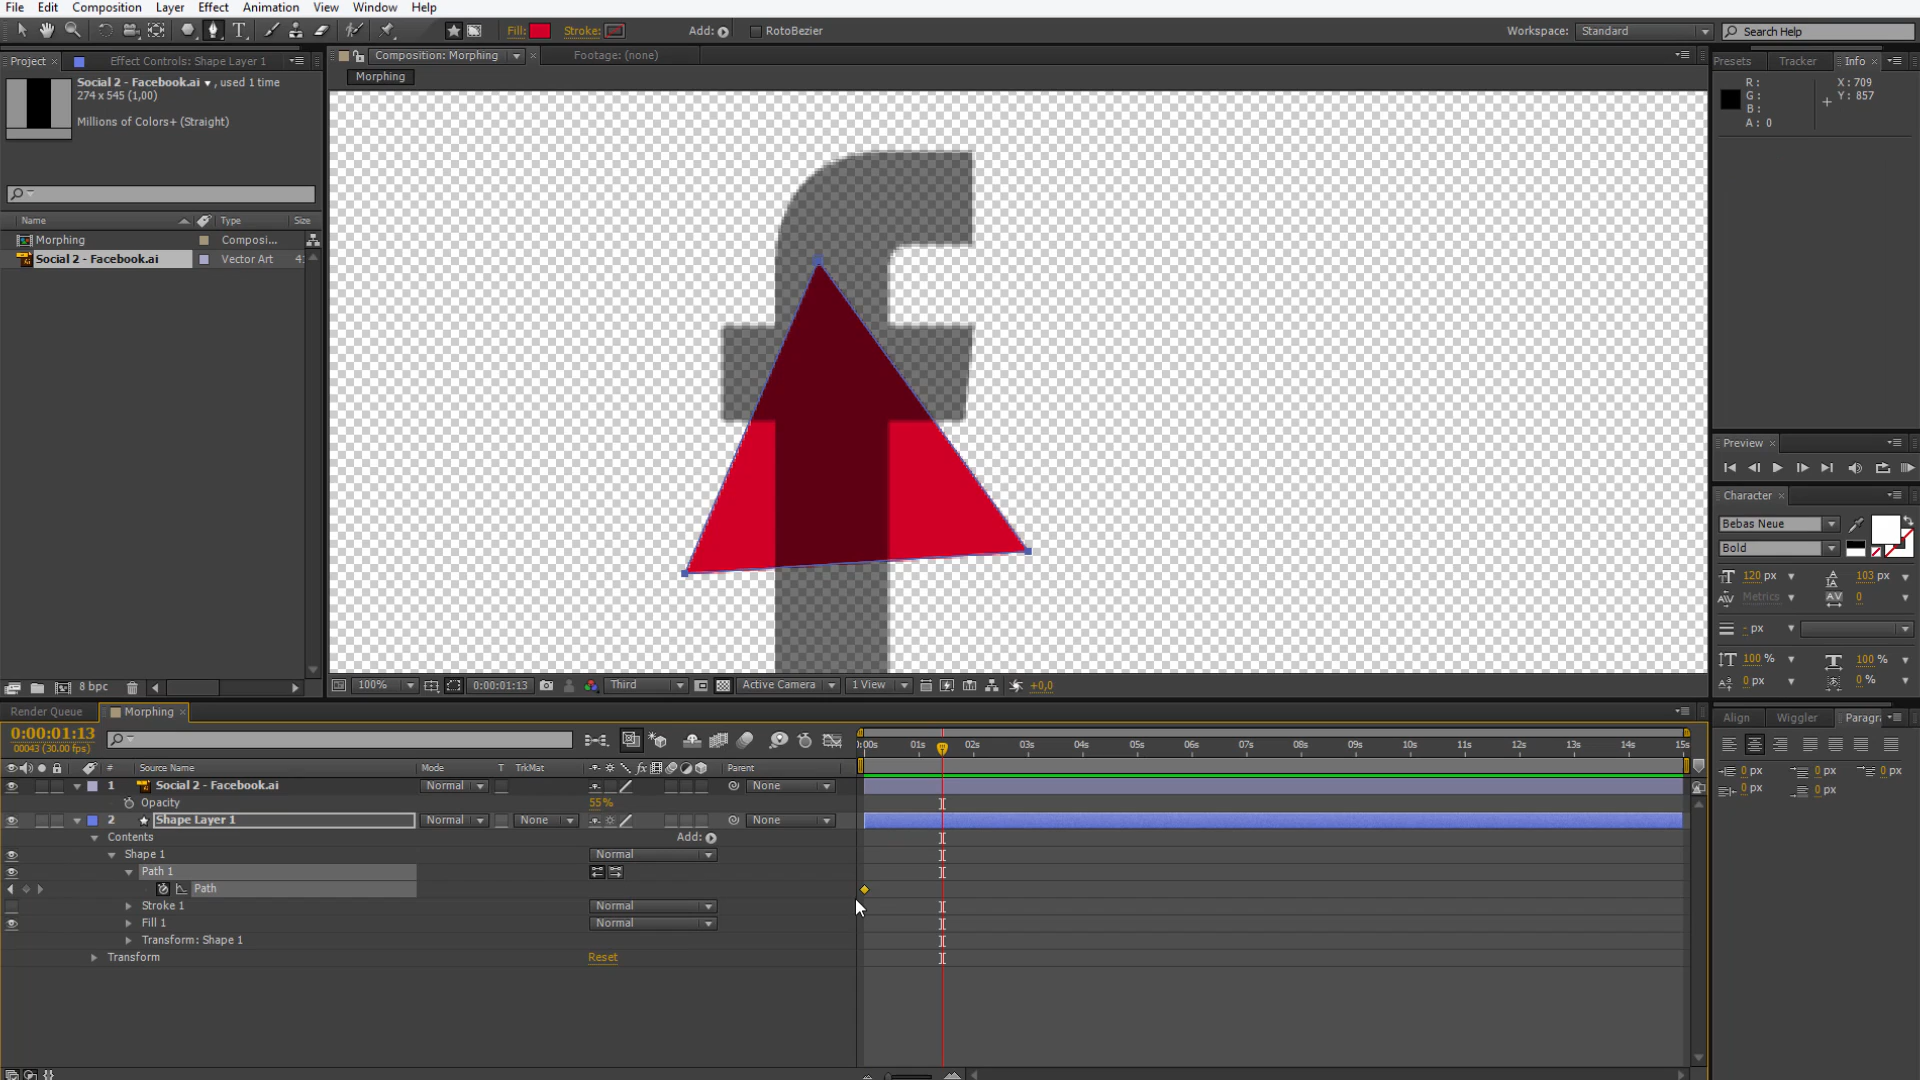 File Edit Composition Layer Effect Animation View Window Help
Fill: Stroke: Add: RotoBezier Workspace: Standard Search Help
Project Effect Controls: Shape Layer 1
Composition: Morphing Footage: (none)
Presets Tracker Info
Morphing
Social 2 - Facebook.ai , used 1 time
274 x 545 (1,00)
Millions of Colors+ (Straight)
R: X: 709
G: Y: 857
B:
A: 0
Name Type Size
Morphing Composi...
Social 2 - Facebook.ai Vector Art
Preview
Character
Bebas Neue
Bold
120 px 103 px
Metrics 0
- px
100 % 100 %
0 px 0 %
8 bpc
100% 0:00:01:13 Third Active Camera 1 View +0,0
Render Queue Morphing
Align Wiggler Paragr
0:00:01:13
00043 (30.00 fps)
:00s 01s 02s 03s 04s 05s 06s 07s 08s 09s 10s 11s 12s 13s 14s 15s
# Source Name Mode T TrkMat fx Parent
1 Social 2 - Facebook.ai Normal None
Opacity 55%
2 Shape Layer 1 Normal None None
Contents Add:
Shape 1 Normal
Path 1
Path
Stroke 1 Normal
Fill 1 Normal
Transform: Shape 1
Transform Reset
0 px 0 px 0 px
0 px 0 px